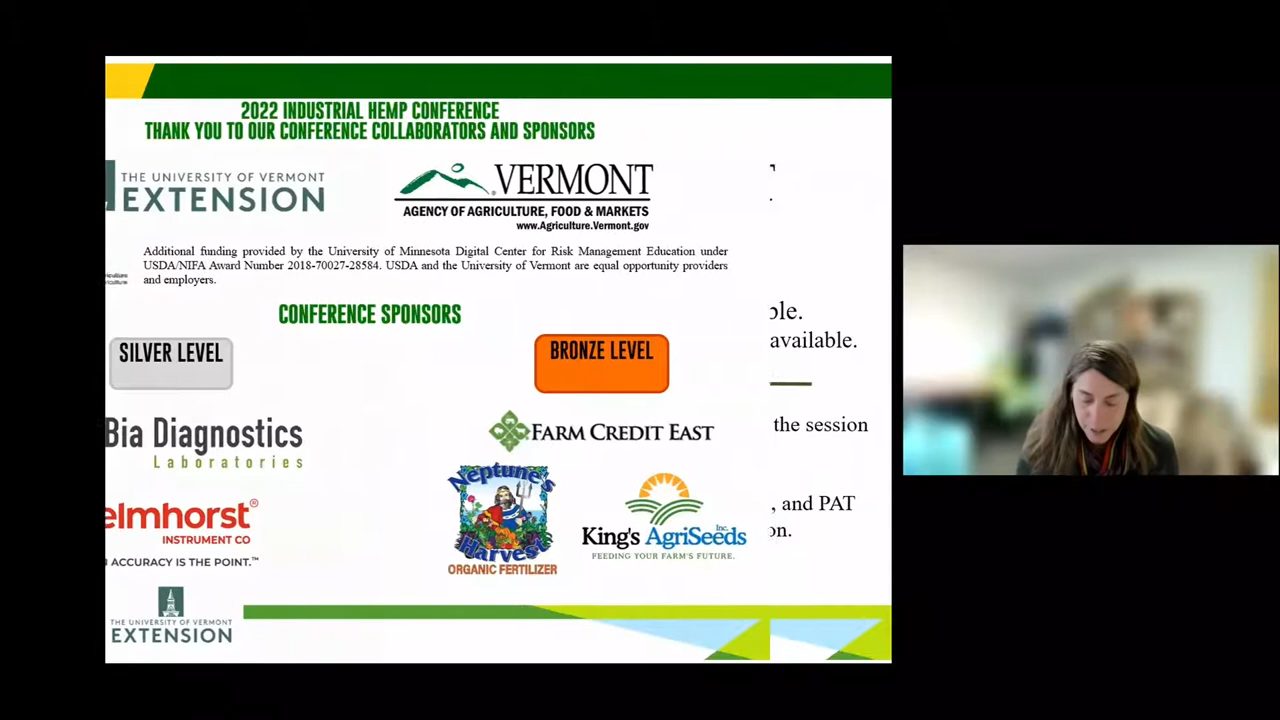 2022 INDUSTRIAL HEMP CONFERENCE
THANK YOU TO OUR CONFERENCE COLLABORATORS AND SPONSORS
THE UNIVERSITY OF VERMONT
EXTENSION
VERMONT
AGENCY OF AGRICULTURE, FOOD & MARKETS
www.Agriculture.Vermont.gov
Additional funding provided by the University of Minnesota Digital Center for Risk Management Education under
USDA/NIFA Award Number 2018-70027-28584. USDA and the University of Vermont are equal opportunity providers
and employers.
CONFERENCE SPONSORS
SILVER LEVEL
BRONZE LEVEL
Bia Diagnostics
Laboratories
elmhorst®
INSTRUMENT CO
ACCURACY IS THE POINT.™
FARM CREDIT EAST
Neptune's
Harvest
ORGANIC FERTILIZER
King's AgriSeeds Inc.
FEEDING YOUR FARM'S FUTURE.
THE UNIVERSITY OF VERMONT
EXTENSION
ble.
available.
the session
, and PAT
on.